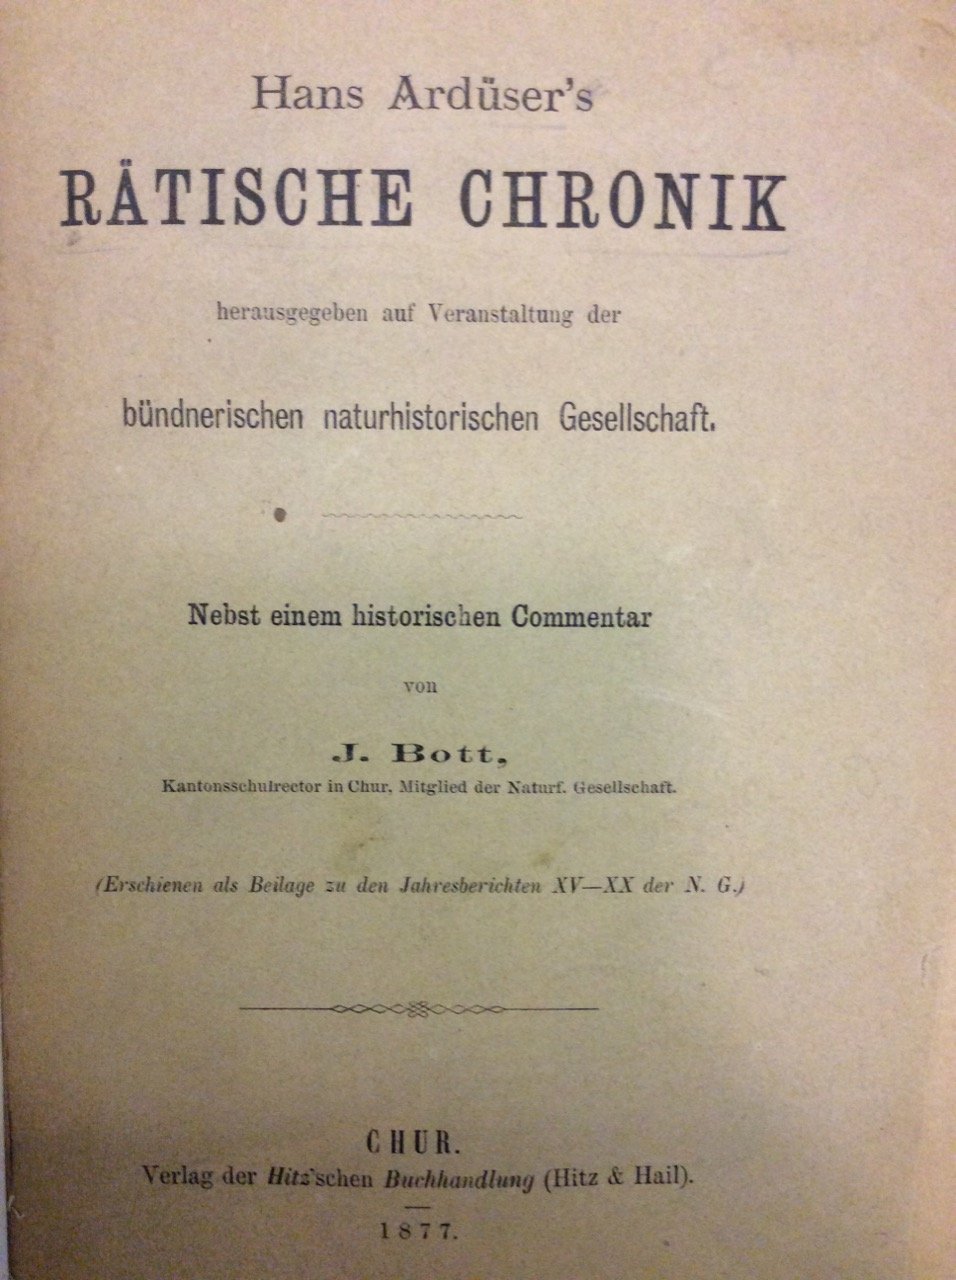 Hans Ardüser's
RÄTISCHE CHRONIK
herausgegeben auf Veranstaltung der
bündnerischen naturhistorischen Gesellschaft.
Nebst einem historischen Commentar
von
J. Bott,
Kantonsschulrector in Chur, Mitglied der Naturf. Gesellschaft.
(Erschienen als Beilage zu den Jahresberichten XV—XX der N. G.)
CHUR.
Verlag der Hitz'schen Buchhandlung (Hitz & Hail).
1877.